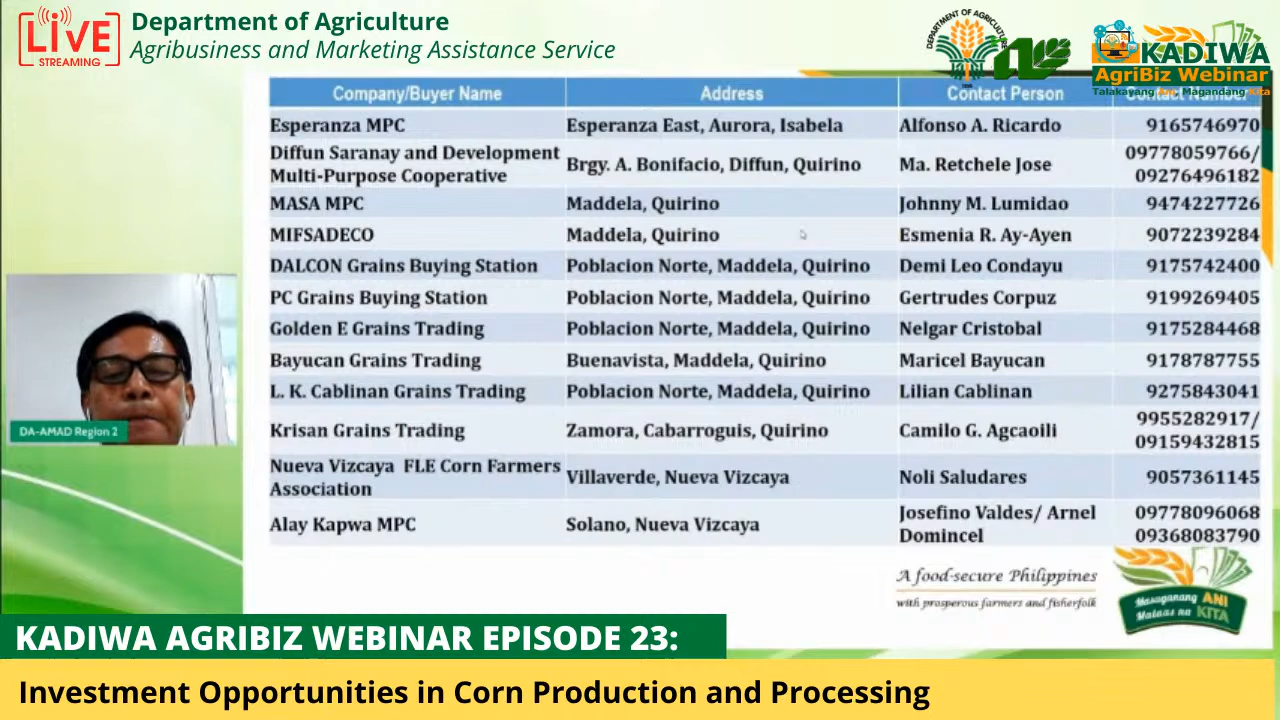 LIVE
STREAMING
Department of Agriculture
Agribusiness and Marketing Assistance Service
DEPARTMENT OF AGRICULTURE
KADIWA
AgriBiz Webinar
Talakayang Ani, Magandang Kita
Company/Buyer Name Address Contact Person Contact Number
Esperanza MPC Esperanza East, Aurora, Isabela Alfonso A. Ricardo 9165746970
Diffun Saranay and Development 09778059766/
Multi-Purpose Cooperative Brgy. A. Bonifacio, Diffun, Quirino Ma. Retchele Jose 09276496182
MASA MPC Maddela, Quirino Johnny M. Lumidao 9474227726
MIFSADECO Maddela, Quirino Esmenia R. Ay-Ayen 9072239284
DALCON Grains Buying Station Poblacion Norte, Maddela, Quirino Demi Leo Condayu 9175742400
PC Grains Buying Station Poblacion Norte, Maddela, Quirino Gertrudes Corpuz 9199269405
Golden E Grains Trading Poblacion Norte, Maddela, Quirino Nelgar Cristobal 9175284468
Bayucan Grains Trading Buenavista, Maddela, Quirino Maricel Bayucan 9178787755
L. K. Cablinan Grains Trading Poblacion Norte, Maddela, Quirino Lilian Cablinan 9275843041
Krisan Grains Trading Zamora, Cabarroguis, Quirino Camilo G. Agcaoili 9955282917/
09159432815
Nueva Vizcaya FLE Corn Farmers
Association Villaverde, Nueva Vizcaya Noli Saludares 9057361145
Alay Kapwa MPC Solano, Nueva Vizcaya Josefino Valdes/ Arnel 09778096068
Domincel 09368083790
DA-AMAD Region 2
A food-secure Philippines
with prosperous farmers and fisherfolk
Masaganang ANI
Mataas na KITA
KADIWA AGRIBIZ WEBINAR EPISODE 23:
Investment Opportunities in Corn Production and Processing